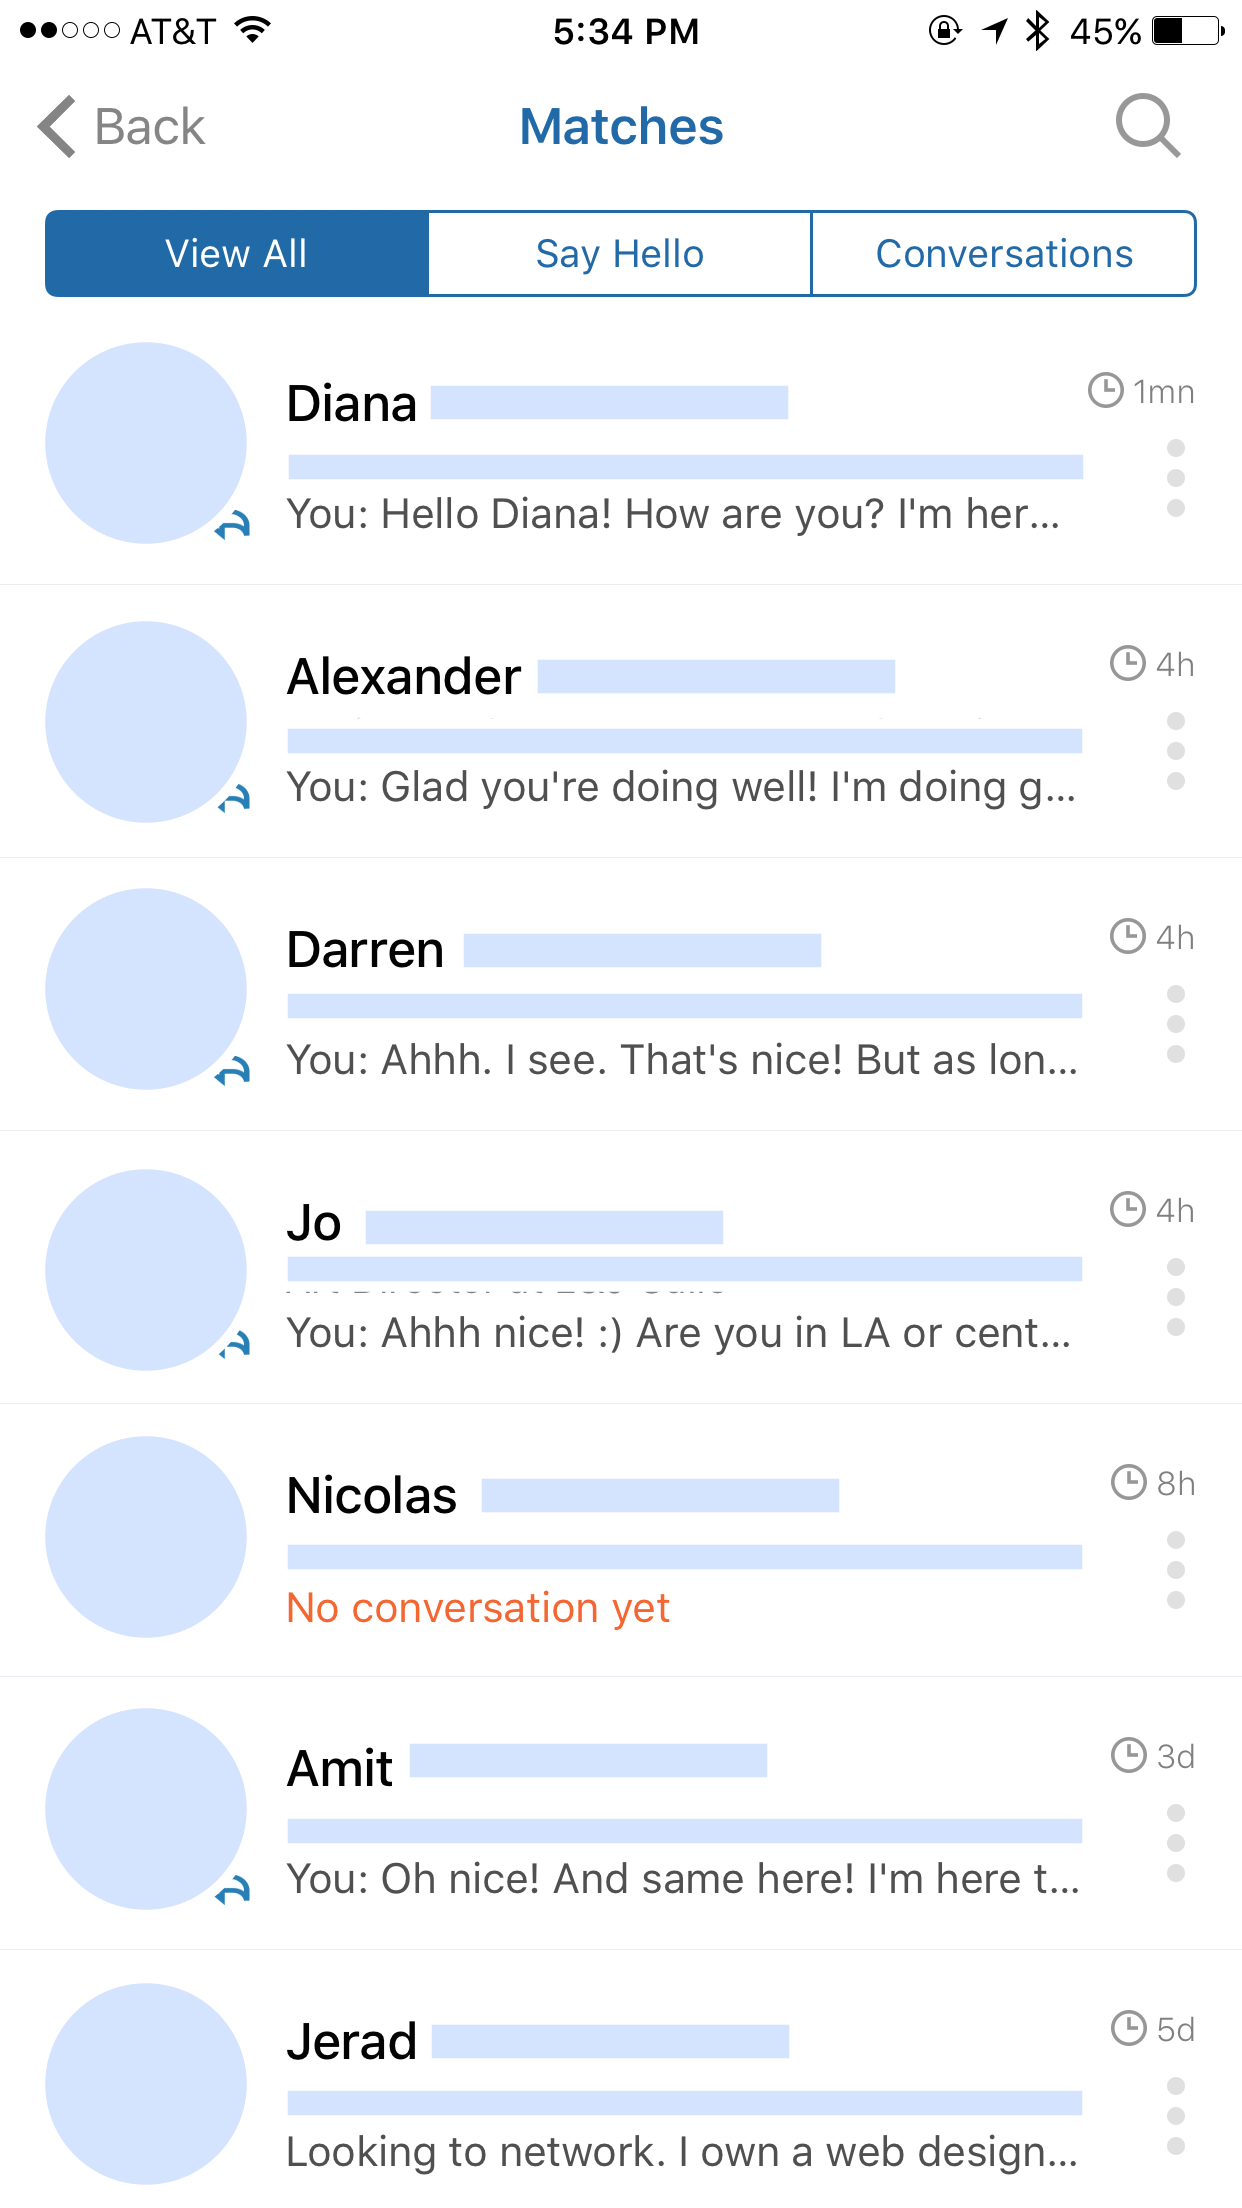 AT&T 5:34 PM 45%
Back Matches
View All Say Hello Conversations
Diana 1mn
You: Hello Diana! How are you? I'm her...
Alexander 4h
You: Glad you're doing well! I'm doing g...
Darren 4h
You: Ahhh. I see. That's nice! But as lon...
Jo 4h
You: Ahhh nice! :) Are you in LA or cent...
Nicolas 8h
No conversation yet
Amit 3d
You: Oh nice! And same here! I'm here t...
Jerad 5d
Looking to network. I own a web design...